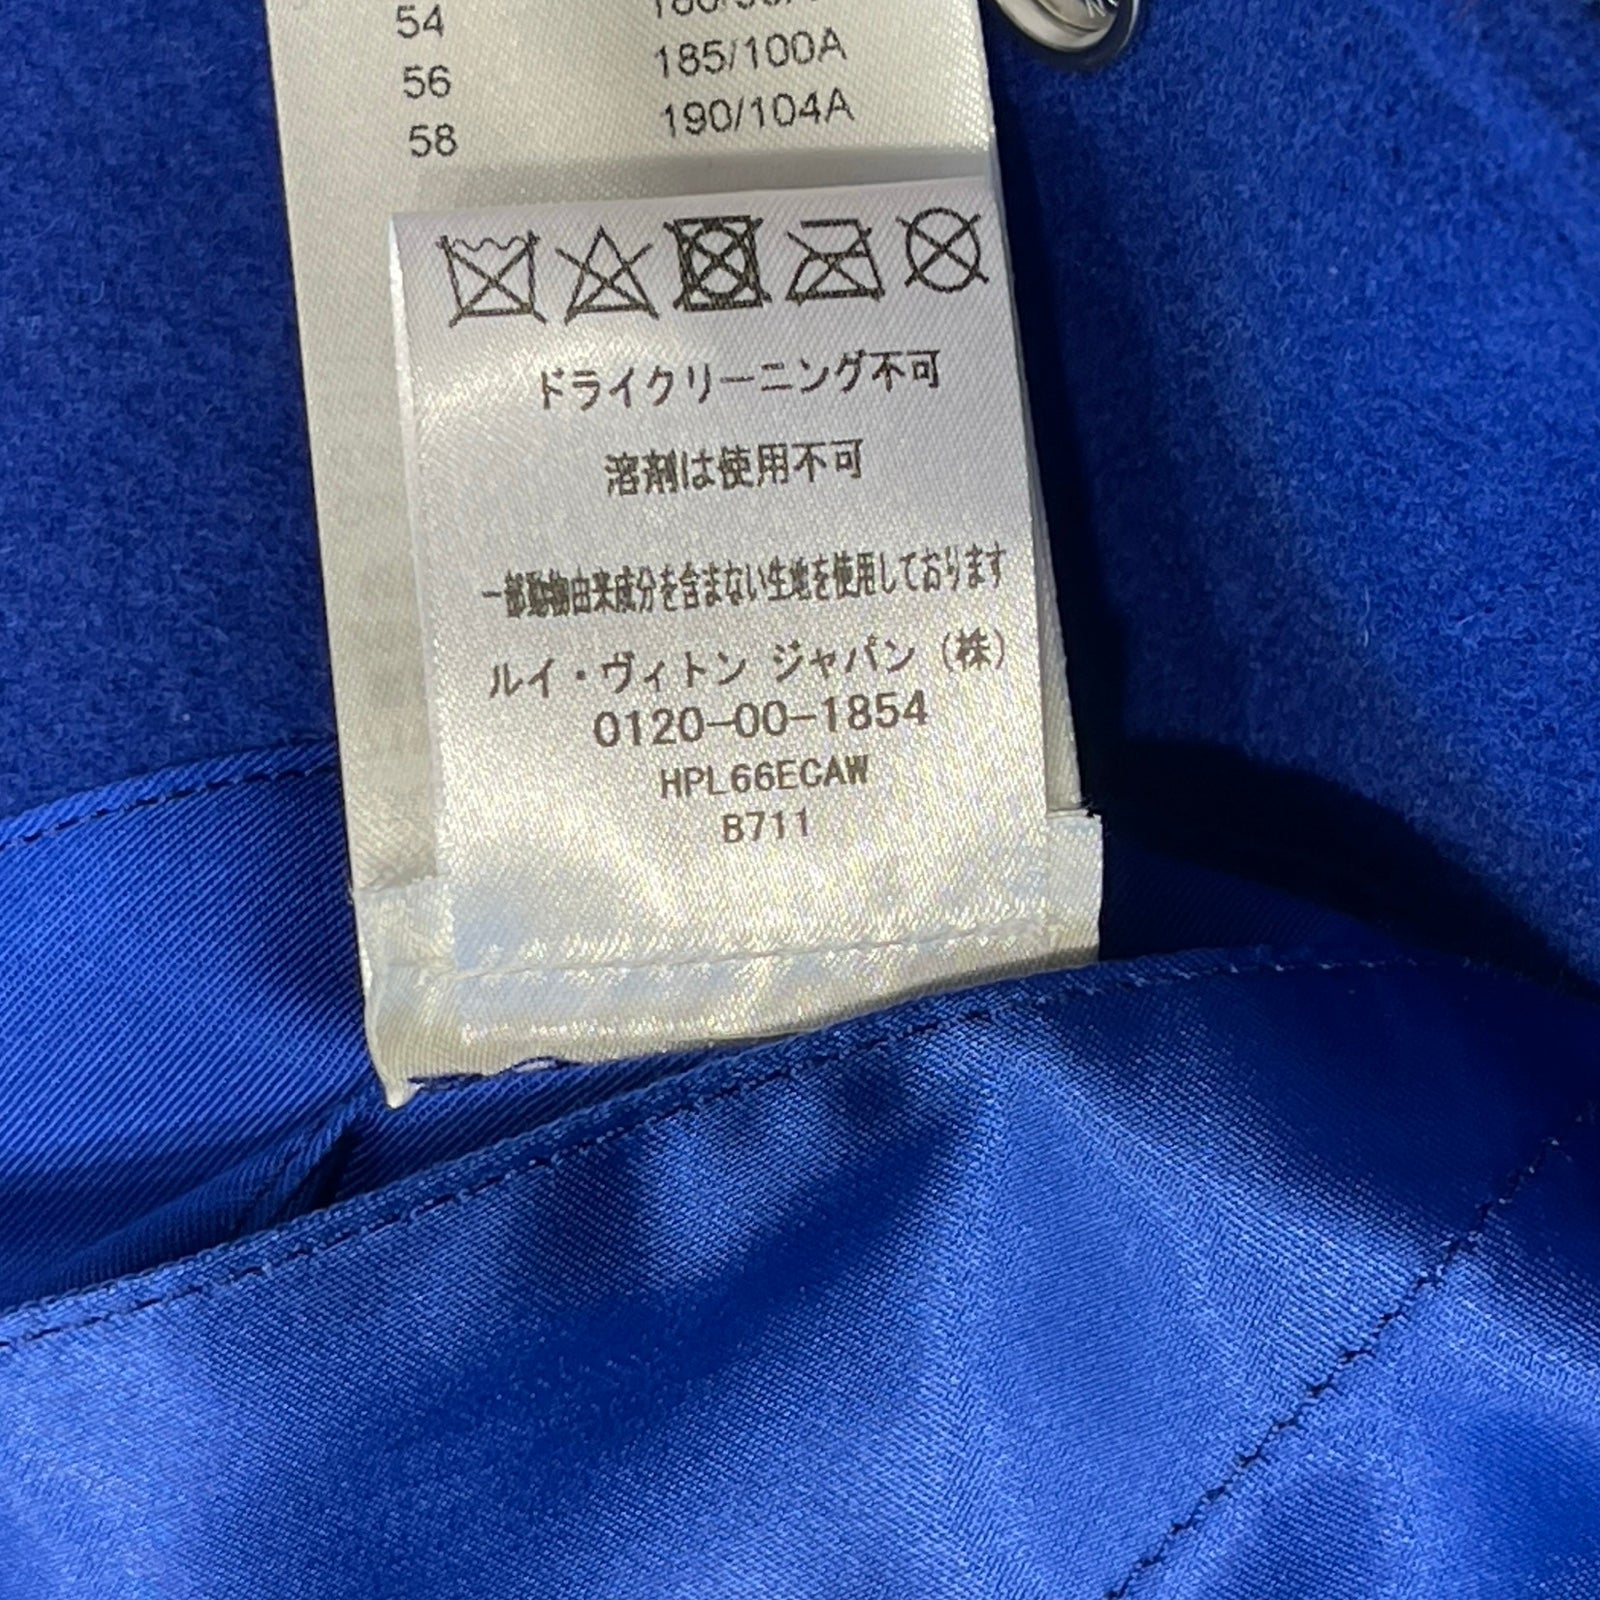 54
56 185/100A
58 190/104A
ドライクリーニング不可
溶剤は使用不可
一部動物由来成分を含まない生地を使用しております
ルイ・ヴィトン ジャパン (株)
0120-00-1854
HPL66ECAW
B711